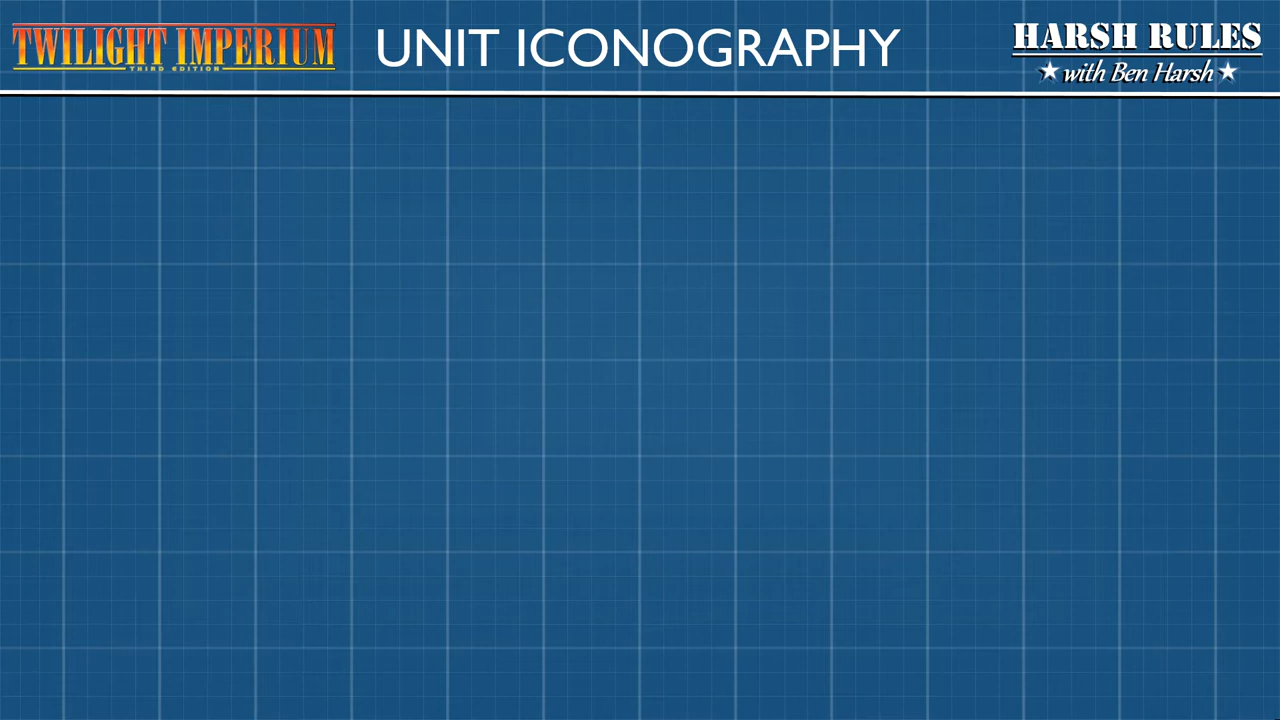 TWILIGHT IMPERIUM
THIRD EDITION
UNIT ICONOGRAPHY
HARSH RULES
with Ben Harsh